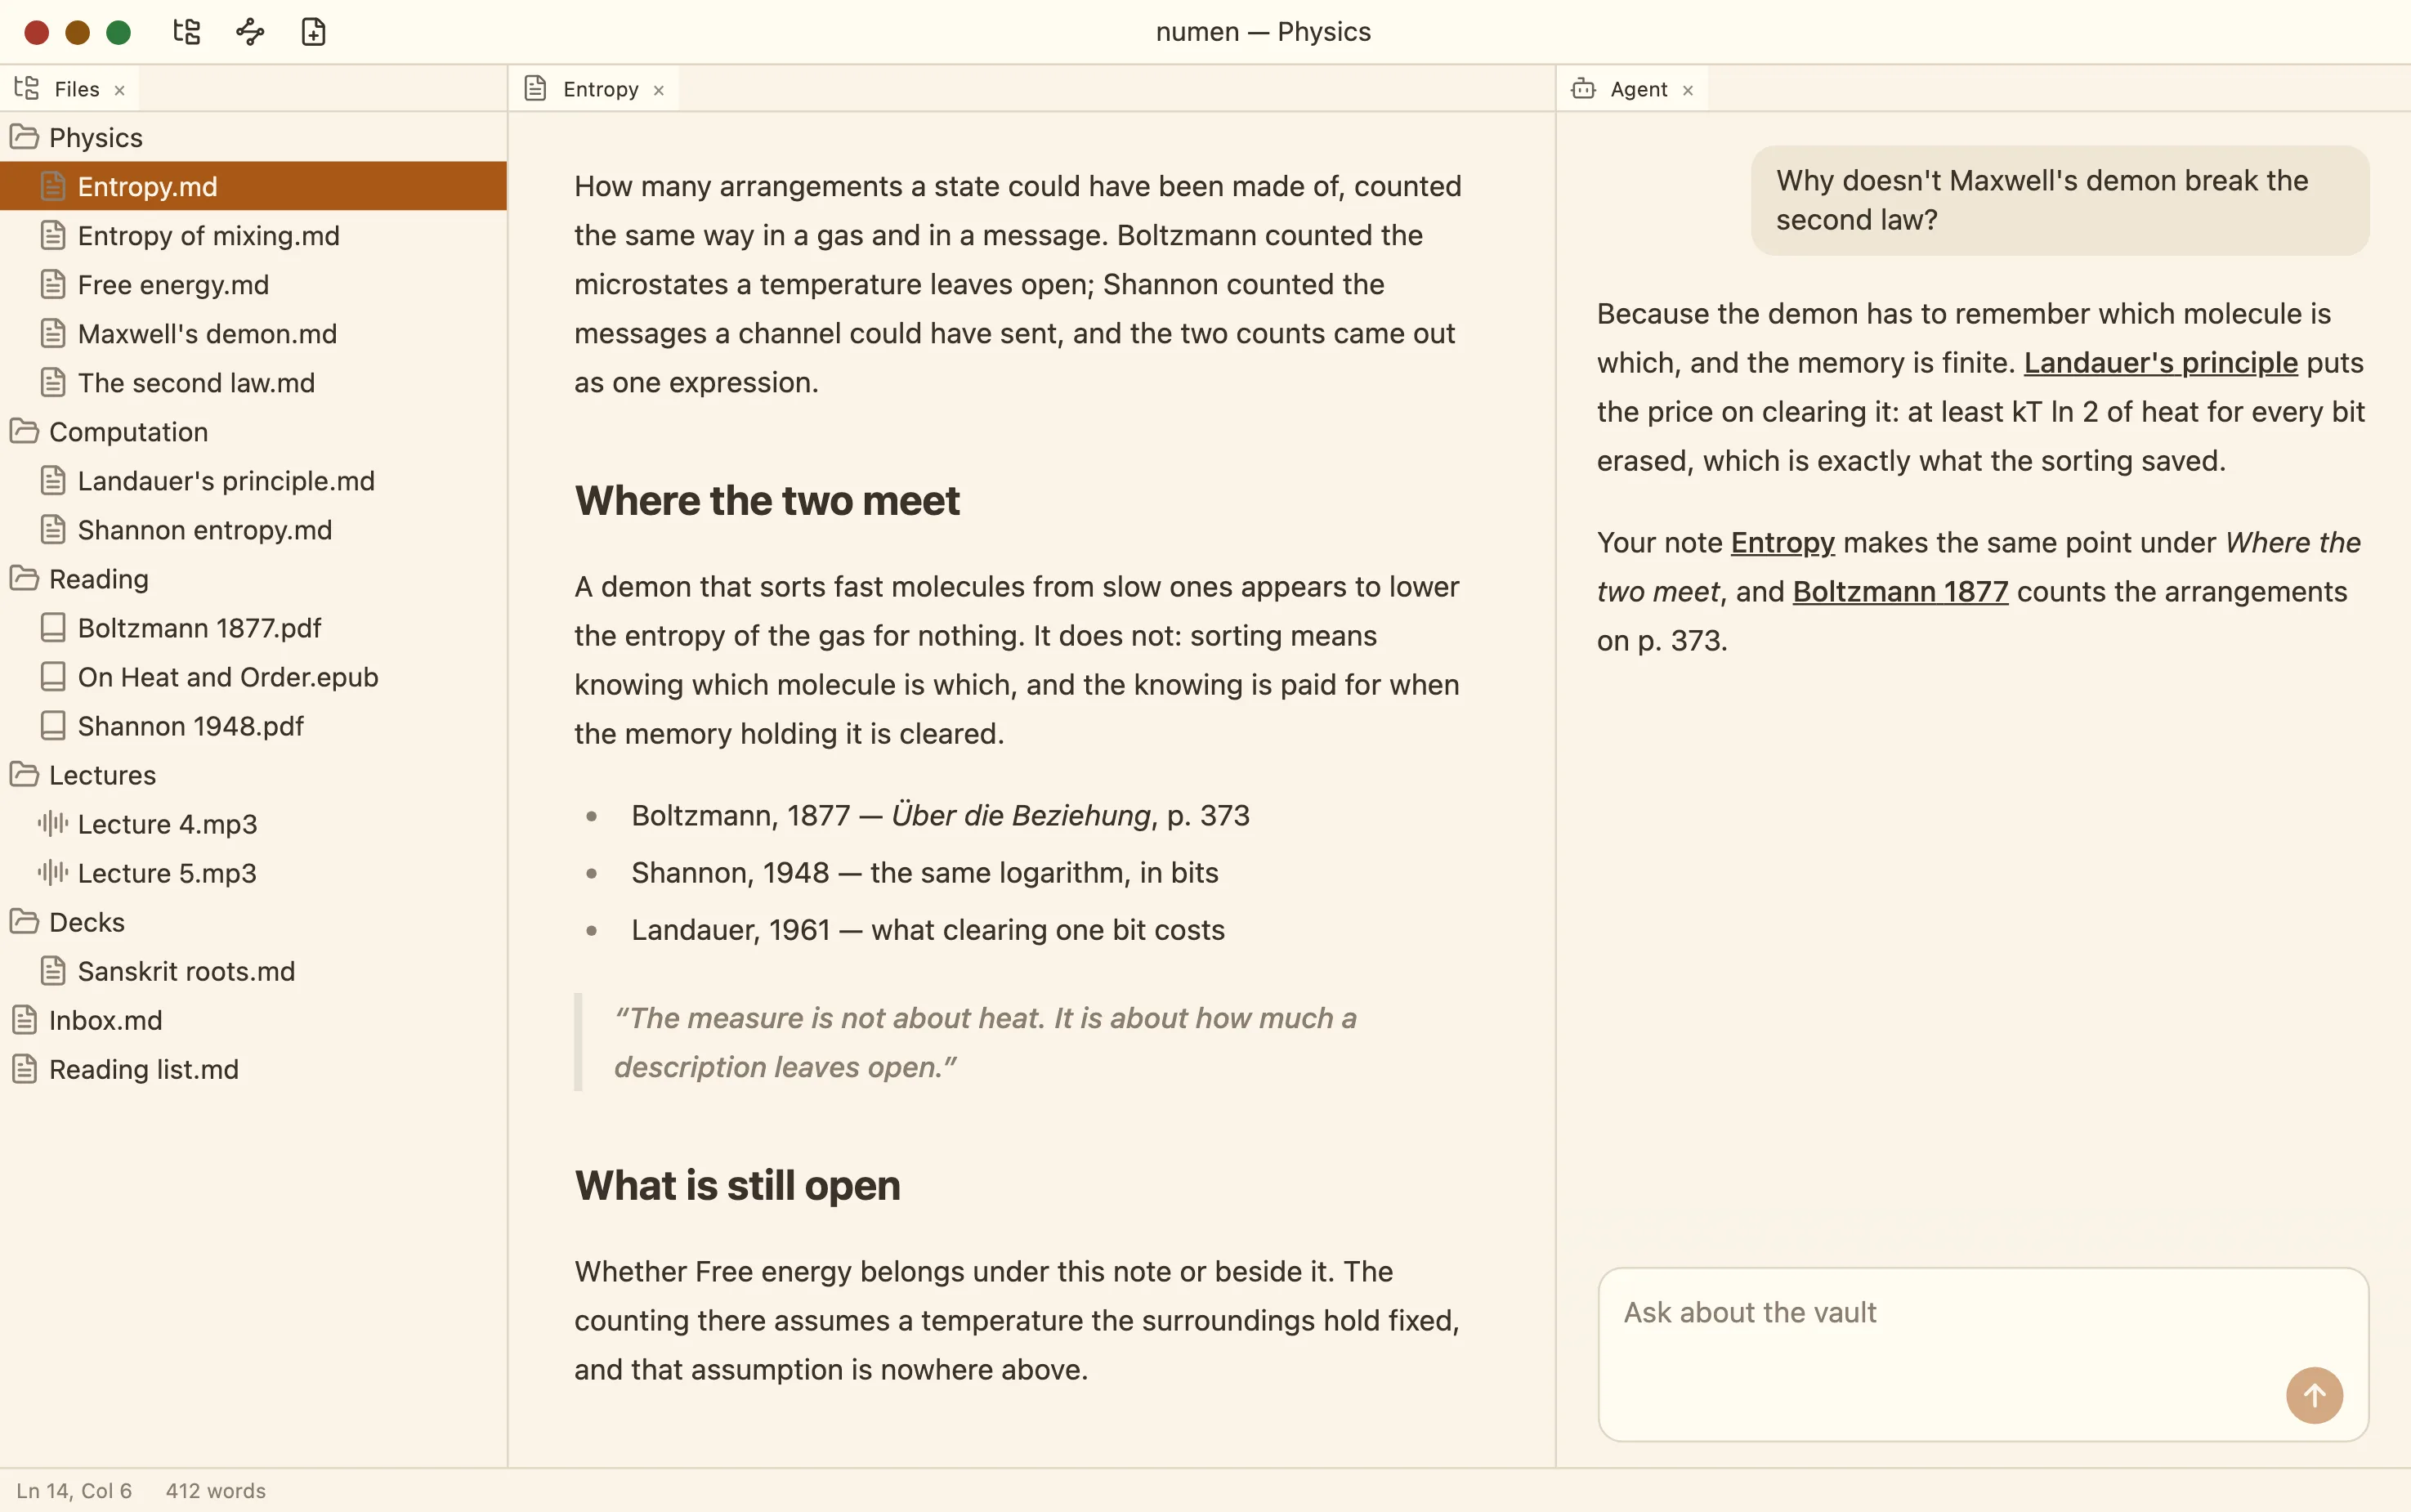 numen — Physics
Files ×
Physics
Entropy.md
Entropy of mixing.md
Free energy.md
Maxwell's demon.md
The second law.md
Computation
Landauer's principle.md
Shannon entropy.md
Reading
Boltzmann 1877.pdf
On Heat and Order.epub
Shannon 1948.pdf
Lectures
Lecture 4.mp3
Lecture 5.mp3
Decks
Sanskrit roots.md
Inbox.md
Reading list.md
Entropy ×
How many arrangements a state could have been made of, counted
the same way in a gas and in a message. Boltzmann counted the
microstates a temperature leaves open; Shannon counted the
messages a channel could have sent, and the two counts came out
as one expression.
Where the two meet
A demon that sorts fast molecules from slow ones appears to lower
the entropy of the gas for nothing. It does not: sorting means
knowing which molecule is which, and the knowing is paid for when
the memory holding it is cleared.
• Boltzmann, 1877 — Über die Beziehung, p. 373
• Shannon, 1948 — the same logarithm, in bits
• Landauer, 1961 — what clearing one bit costs
“The measure is not about heat. It is about how much a
description leaves open.”
What is still open
Whether Free energy belongs under this note or beside it. The
counting there assumes a temperature the surroundings hold fixed,
and that assumption is nowhere above.
Agent ×
Why doesn't Maxwell's demon break the
second law?
Because the demon has to remember which molecule is
which, and the memory is finite. Landauer's principle puts
the price on clearing it: at least kT ln 2 of heat for every bit
erased, which is exactly what the sorting saved.
Your note Entropy makes the same point under Where the
two meet, and Boltzmann 1877 counts the arrangements
on p. 373.
Ask about the vault
Ln 14, Col 6 412 words